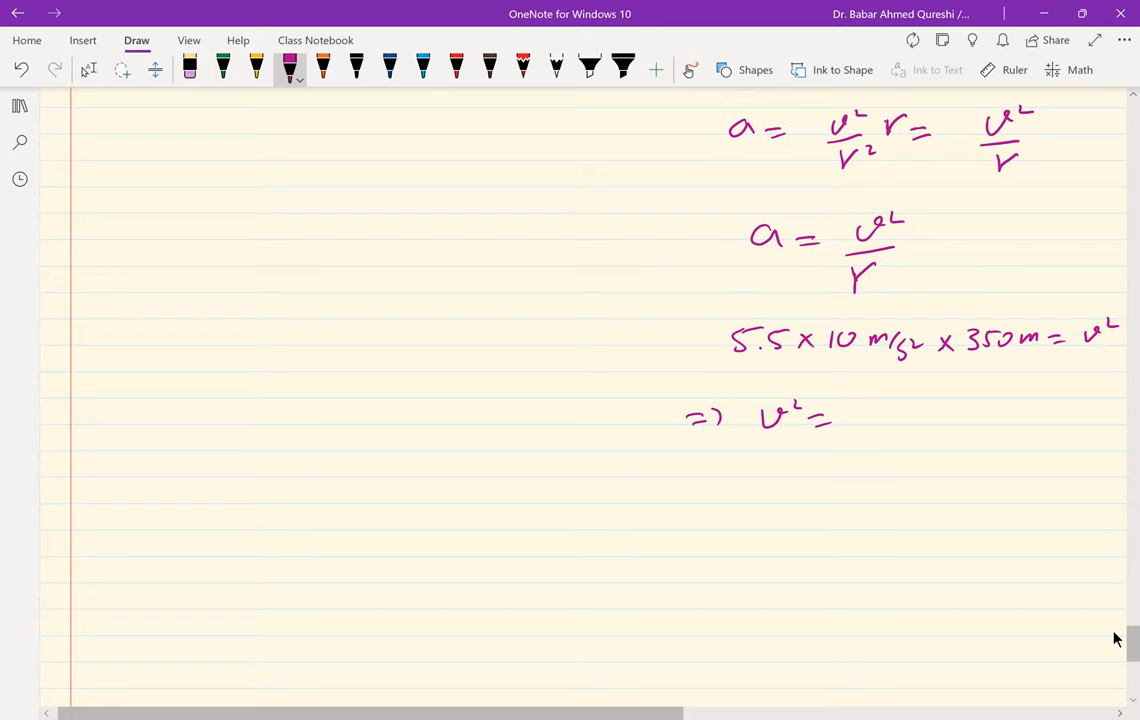 OneNote for Windows 10
Dr. Babar Ahmed Qureshi /...
Home Insert Draw View Help Class Notebook
Share
Shapes Ink to Shape Ink to Text Ruler Math
a = v²/r² r = v²/r
a = v²/r
5.5 × 10 m/s² × 350 m = v²
=> v² =